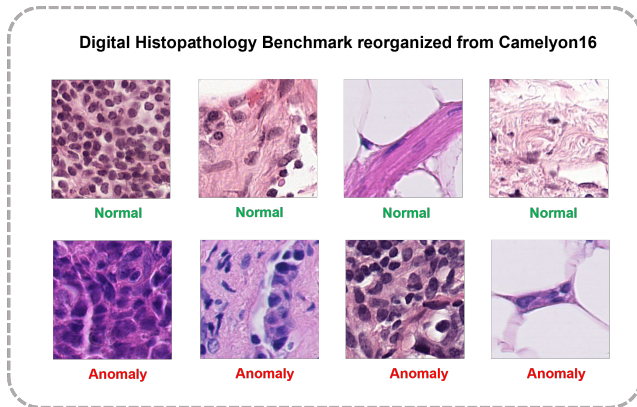 Digital Histopathology Benchmark reorganized from Camelyon16
Normal Normal Normal Normal
Anomaly Anomaly Anomaly Anomaly